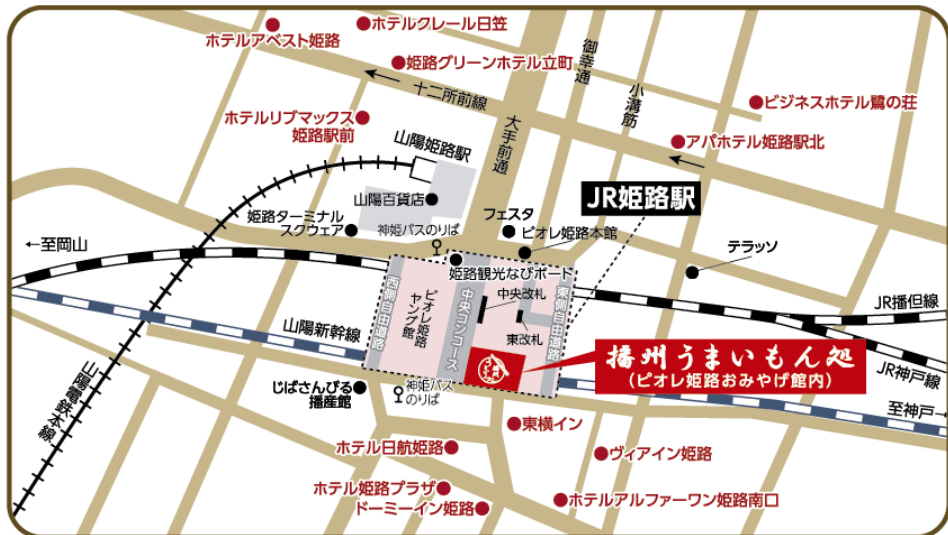 ホテルアベスト姫路
ホテルクレール日笠
姫路グリーンホテル立町
御幸通
小溝筋
ビジネスホテル鷺の荘
十二所前線
ホテルリブマックス
姫路駅前
大手前通
アパホテル姫路駅北
山陽姫路駅
山陽百貨店
JR姫路駅
姫路ターミナル
スクウェア
神姫バスのりば
フェスタ
ピオレ姫路本館
←至岡山
テラッソ
姫路観光なびポート
西側自由通路
ピオレ姫路
ヤング館
中央コンコース
中央改札
東改札
東側自由通路
JR播但線
山陽新幹線
播州うまいもん処
(ピオレ姫路おみやげ館内)
JR神戸線
山陽電鉄本線
じばさんびる
播産館
神姫バス
のりば
至神戸→
東横イン
ホテル日航姫路
ヴィアイン姫路
ホテル姫路プラザ
ドーミーイン姫路
ホテルアルファーワン姫路南口